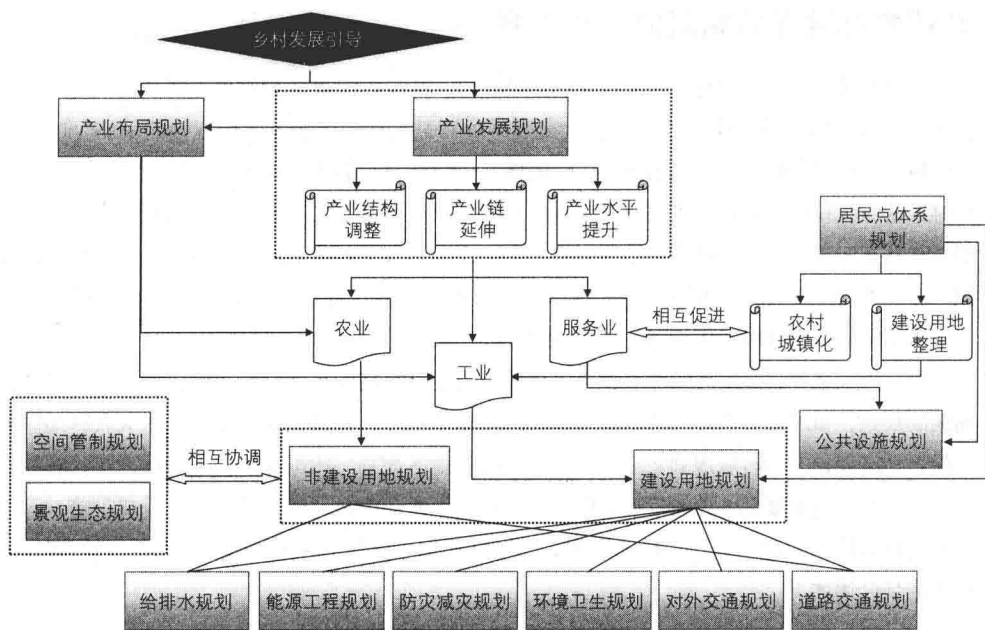 乡村发展引导
产业布局规划
产业发展规划
产业结构
调整
产业链
延伸
产业水平
提升
居民点体系
规划
农业
服务业
相互促进
农村
城镇化
建设用地
整理
工业
空间管制规划
景观生态规划
相互协调
非建设用地规划
建设用地规划
公共设施规划
给排水规划
能源工程规划
防灾减灾规划
环境卫生规划
对外交通规划
道路交通规划